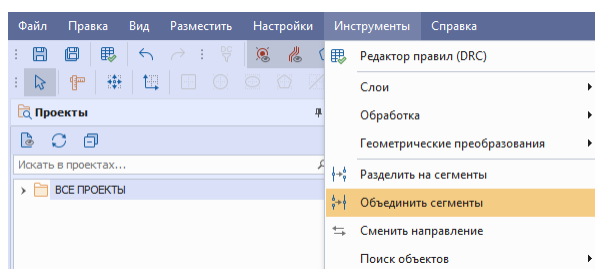 Файл Правка Вид Разместить Настройки Инструменты Справка
Редактор правил (DRC)
Слои
Обработка
Проекты
Геометрические преобразования
Искать в проектах...
Разделить на сегменты
ВСЕ ПРОЕКТЫ
Объединить сегменты
Сменить направление
Поиск объектов